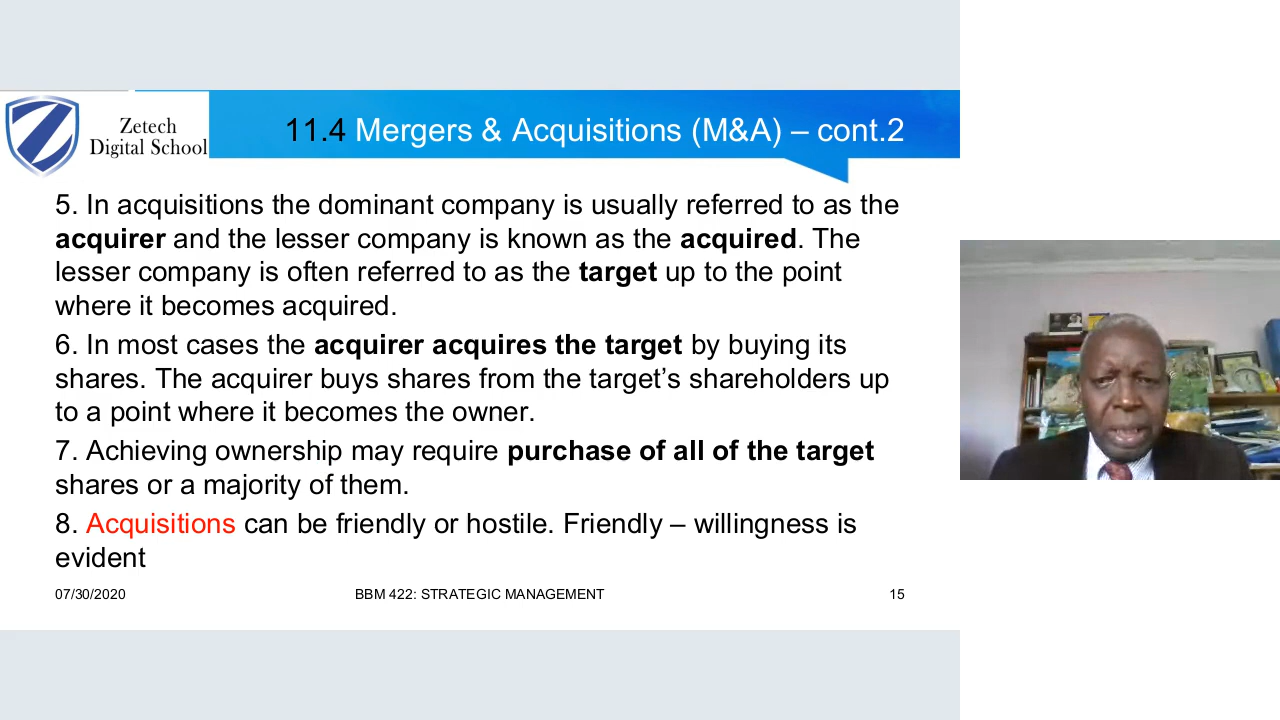 Zetech
Digital School
11.4 Mergers & Acquisitions (M&A) – cont.2
5. In acquisitions the dominant company is usually referred to as the
acquirer and the lesser company is known as the acquired. The
lesser company is often referred to as the target up to the point
where it becomes acquired.
6. In most cases the acquirer acquires the target by buying its
shares. The acquirer buys shares from the target’s shareholders up
to a point where it becomes the owner.
7. Achieving ownership may require purchase of all of the target
shares or a majority of them.
8. Acquisitions can be friendly or hostile. Friendly – willingness is
evident
07/30/2020
BBM 422: STRATEGIC MANAGEMENT
15